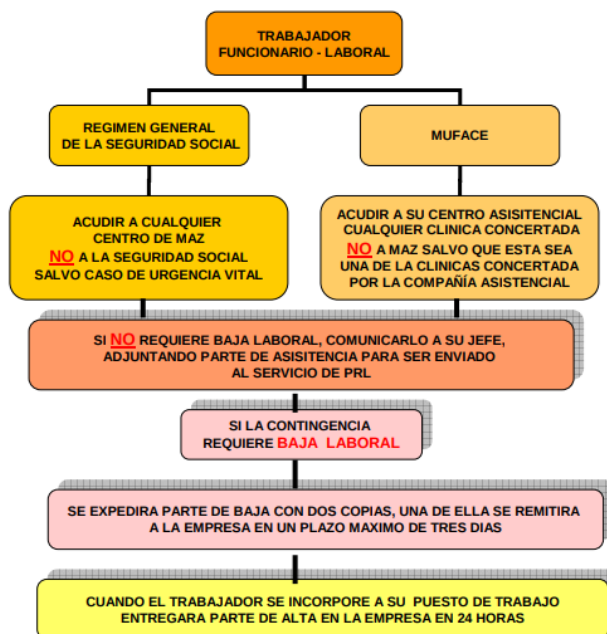 TRABAJADOR
FUNCIONARIO - LABORAL
REGIMEN GENERAL
DE LA SEGURIDAD SOCIAL
MUFACE
ACUDIR A CUALQUIER
CENTRO DE MAZ
NO A LA SEGURIDAD SOCIAL
SALVO CASO DE URGENCIA VITAL
ACUDIR A SU CENTRO ASISITENCIAL
CUALQUIER CLINICA CONCERTADA
NO A MAZ SALVO QUE ESTA SEA
UNA DE LA CLINICAS CONCERTADA
POR LA COMPAÑÍA ASISTENCIAL
SI NO REQUIERE BAJA LABORAL, COMUNICARLO A SU JEFE,
ADJUNTANDO PARTE DE ASISITENCIA PARA SER ENVIADO
AL SERVICIO DE PRL
SI LA CONTINGENCIA
REQUIERE BAJA LABORAL
SE EXPEDIRA PARTE DE BAJA CON DOS COPIAS, UNA DE ELLA SE REMITIRA
A LA EMPRESA EN UN PLAZO MAXIMO DE TRES DIAS
CUANDO EL TRABAJADOR SE INCORPORE A SU PUESTO DE TRABAJO
ENTREGARA PARTE DE ALTA EN LA EMPRESA EN 24 HORAS